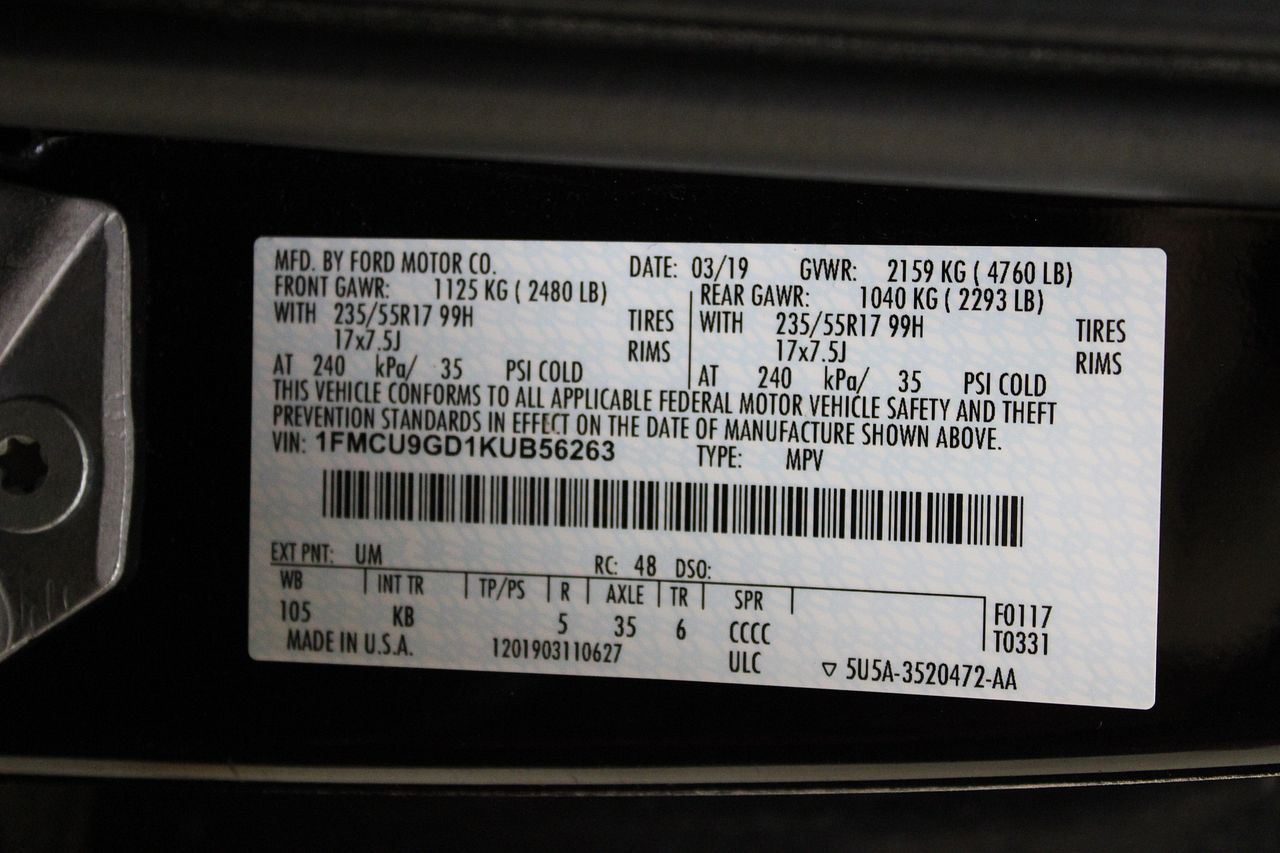 MFD. BY FORD MOTOR CO. DATE: 03/19 GVWR: 2159 KG ( 4760 LB)
FRONT GAWR: 1125 KG ( 2480 LB) REAR GAWR: 1040 KG ( 2293 LB)
WITH 235/55R17 99H TIRES WITH 235/55R17 99H TIRES
17x7.5J RIMS 17x7.5J RIMS
AT 240 kPa/ 35 PSI COLD AT 240 kPa/ 35 PSI COLD
THIS VEHICLE CONFORMS TO ALL APPLICABLE FEDERAL MOTOR VEHICLE SAFETY AND THEFT
PREVENTION STANDARDS IN EFFECT ON THE DATE OF MANUFACTURE SHOWN ABOVE.
VIN: 1FMCU9GD1KUB56263 TYPE: MPV
EXT PNT: UM RC: 48 DSO:
WB INT TR TP/PS R AXLE TR SPR F0117
105 KB 5 35 6 CCCC T0331
MADE IN U.S.A. 1201903110627 ULC ▽ 5U5A-3520472-AA